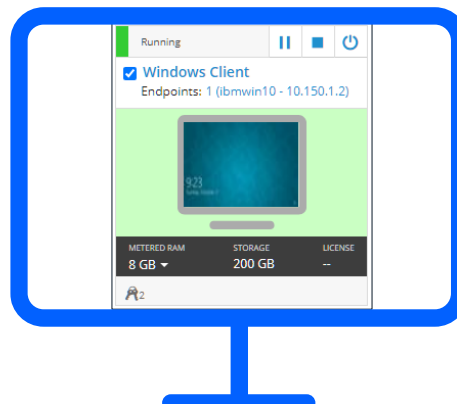 Running
Windows Client
Endpoints: 1 (ibmwin10 - 10.150.1.2)
9:23
METERED RAM STORAGE LICENSE
8 GB 200 GB --
2